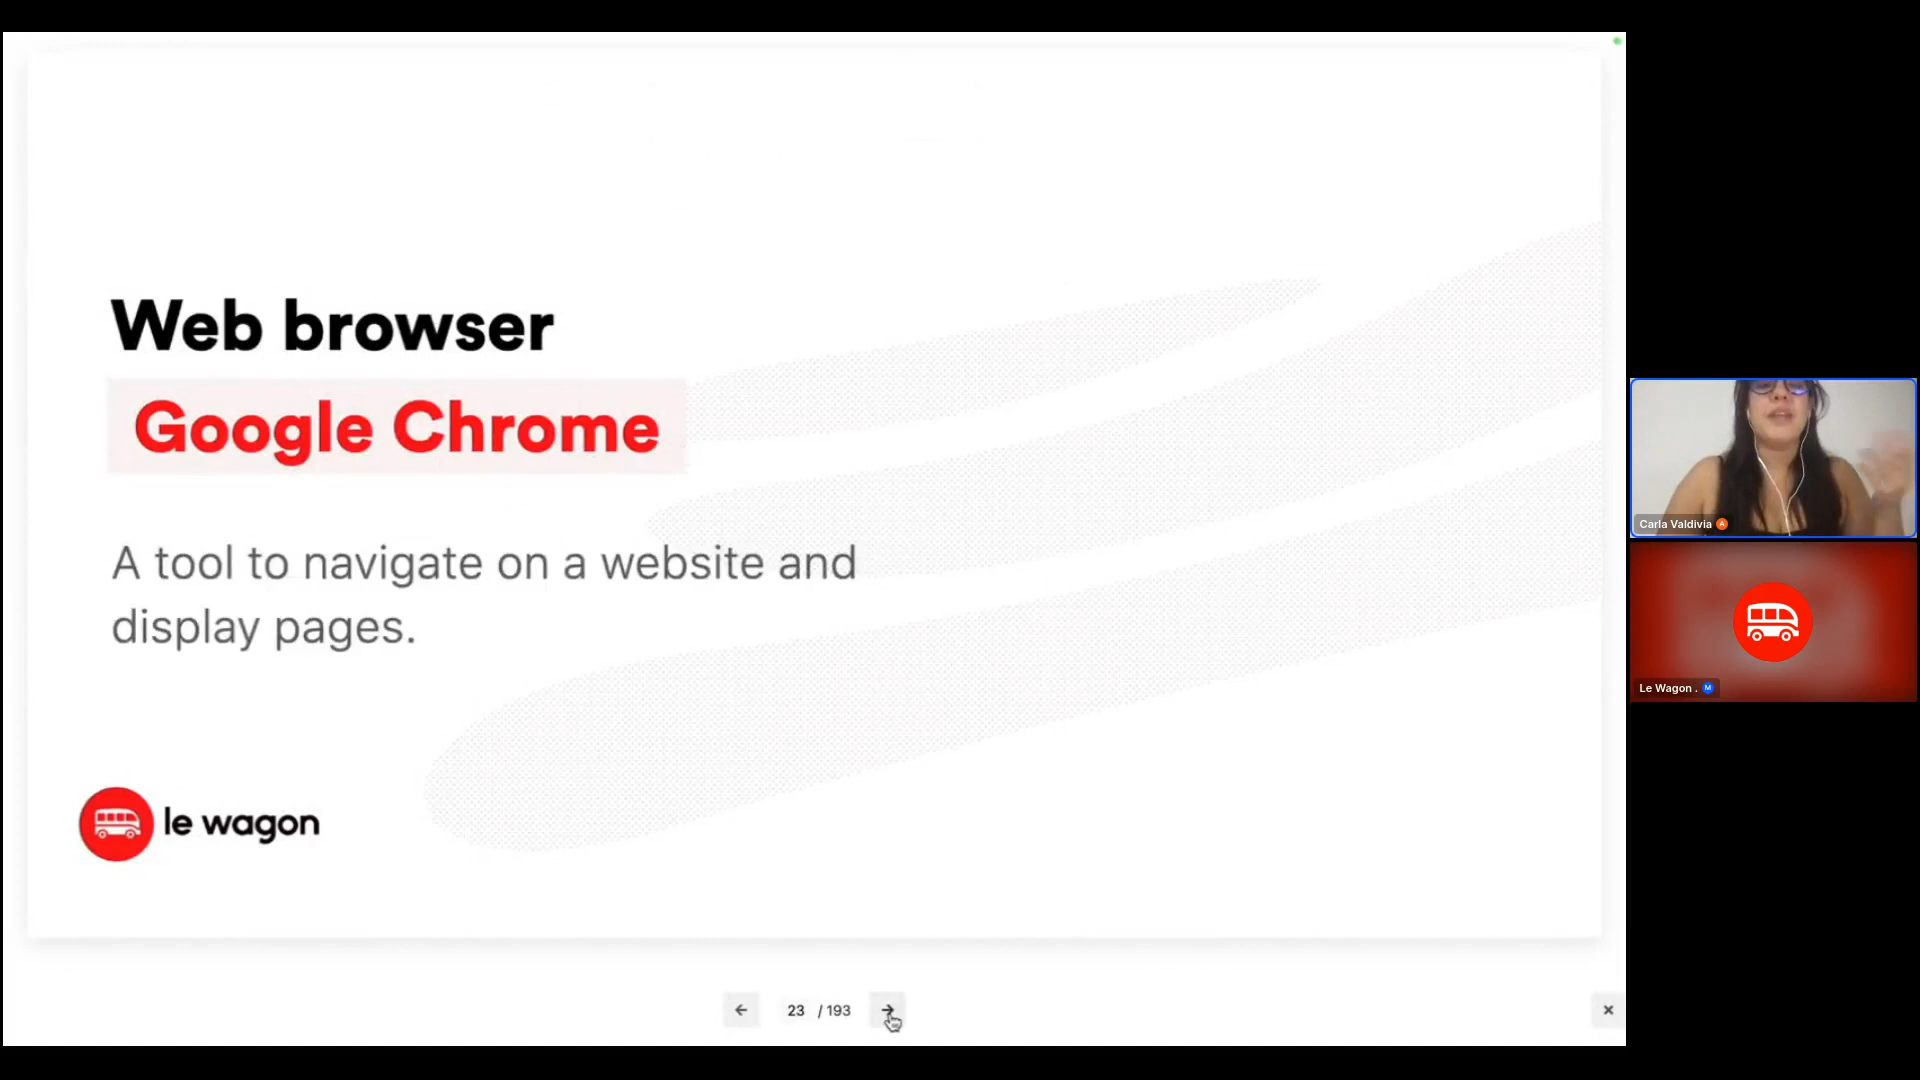 Web browser
Google Chrome
A tool to navigate on a website and
display pages.
le wagon
23 / 193
Carla Valdivia A
Le Wagon . M